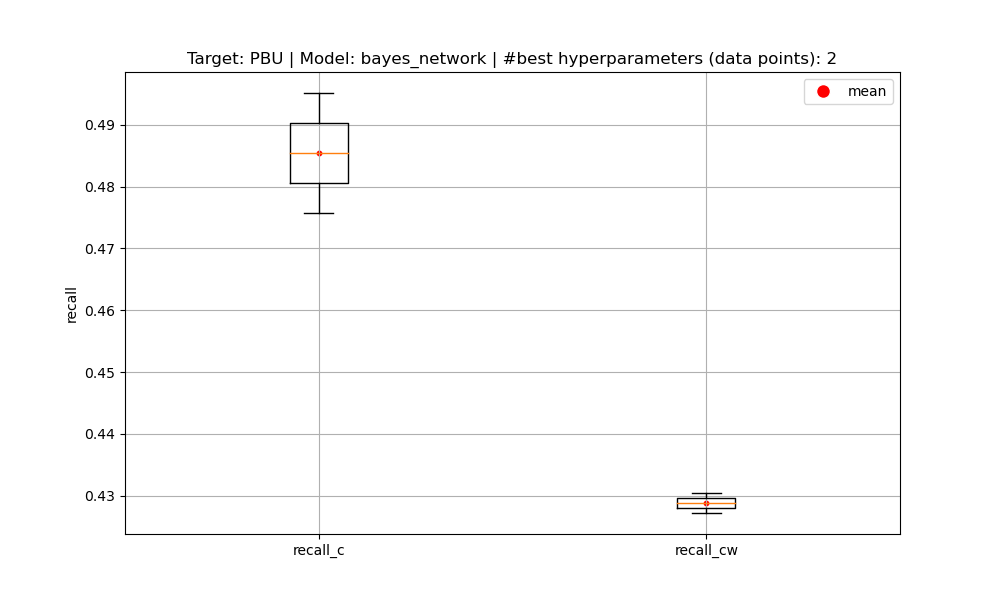 Target: PBU | Model: bayes_network | #best hyperparameters (data points): 2
mean
0.49
0.48
0.47
0.46
0.45
0.44
0.43
recall
recall_c
recall_cw